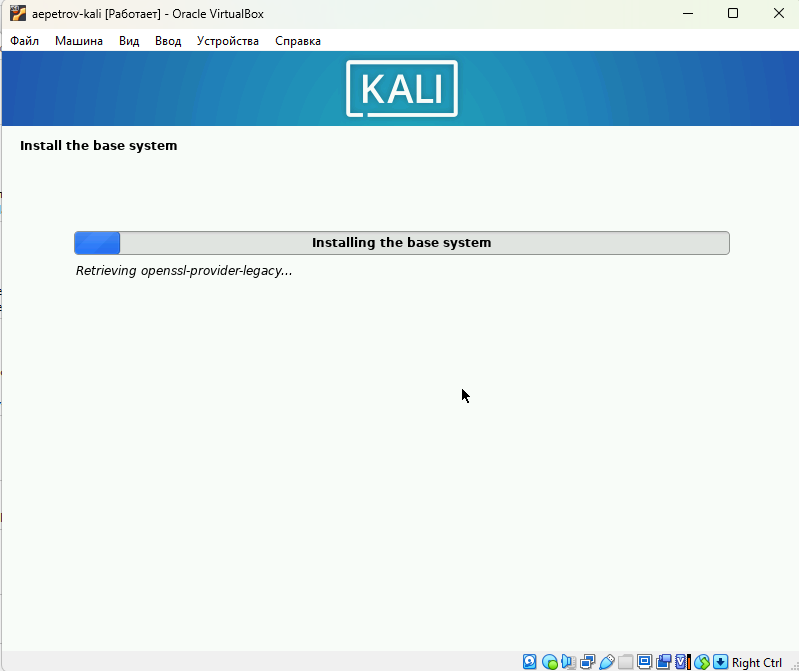 aepetrov-kali [Работает] - Oracle VirtualBox
Файл Машина Вид Ввод Устройства Справка
KALI
Install the base system
Installing the base system
Retrieving openssl-provider-legacy...
Right Ctrl